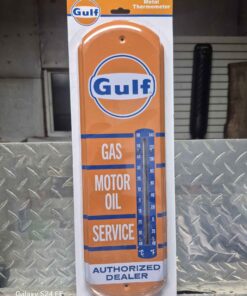 Gulf
Metal
Thermometer
Gulf
GAS
MOTOR
OIL
SERVICE
AUTHORIZED
DEALER
Galaxy S24 FE